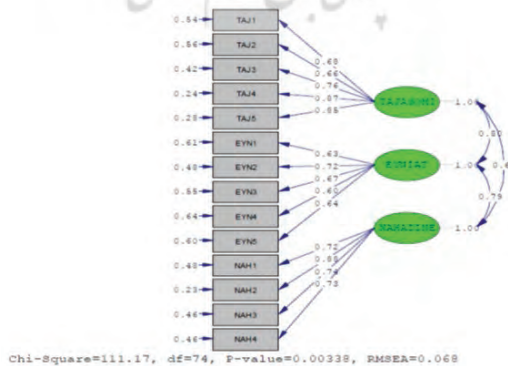 0.54 TAJ1
0.56 TAJ2
0.42 TAJ3
0.24 TAJ4
0.28 TAJ5
0.61 EYN1
0.48 EYN2
0.55 EYN3
0.64 EYN4
0.60 EYN5
0.48 NAH1
0.23 NAH2
0.46 NAH3
0.46 NAH4
0.68
0.66
0.76
0.87
0.85
0.63
0.72
0.67
0.60
0.64
0.72
0.88
0.74
0.73
1.00
EYNIAT 1.00
1.00
0.80
0.79
Chi-Square=111.17, df=74, P-value=0.00338, RMSEA=0.068